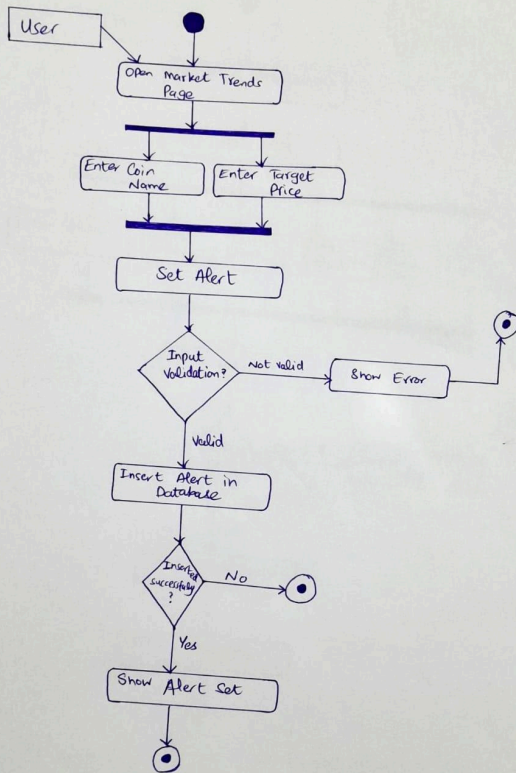 User
Open Market Trends
Page
Enter Coin
Name
Enter Target
Price
Set Alert
Input
Validation?
Not Valid
Show Error
Valid
Insert Alert in
Database
Inserted
successfully
?
No
Yes
Show Alert Set